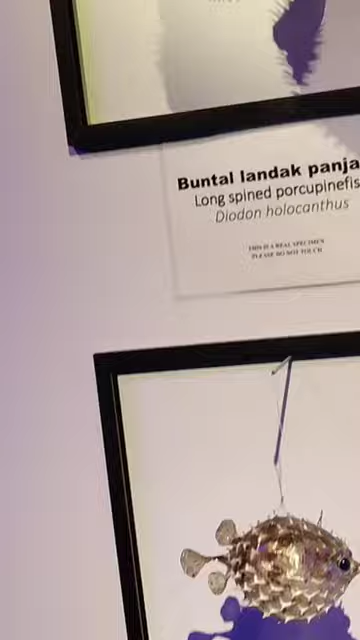 Buntal landak panja
Long spined porcupinefis
Diodon holocanthus
THIS IS A REAL SPECIMEN
PLEASE DO NOT TOUCH